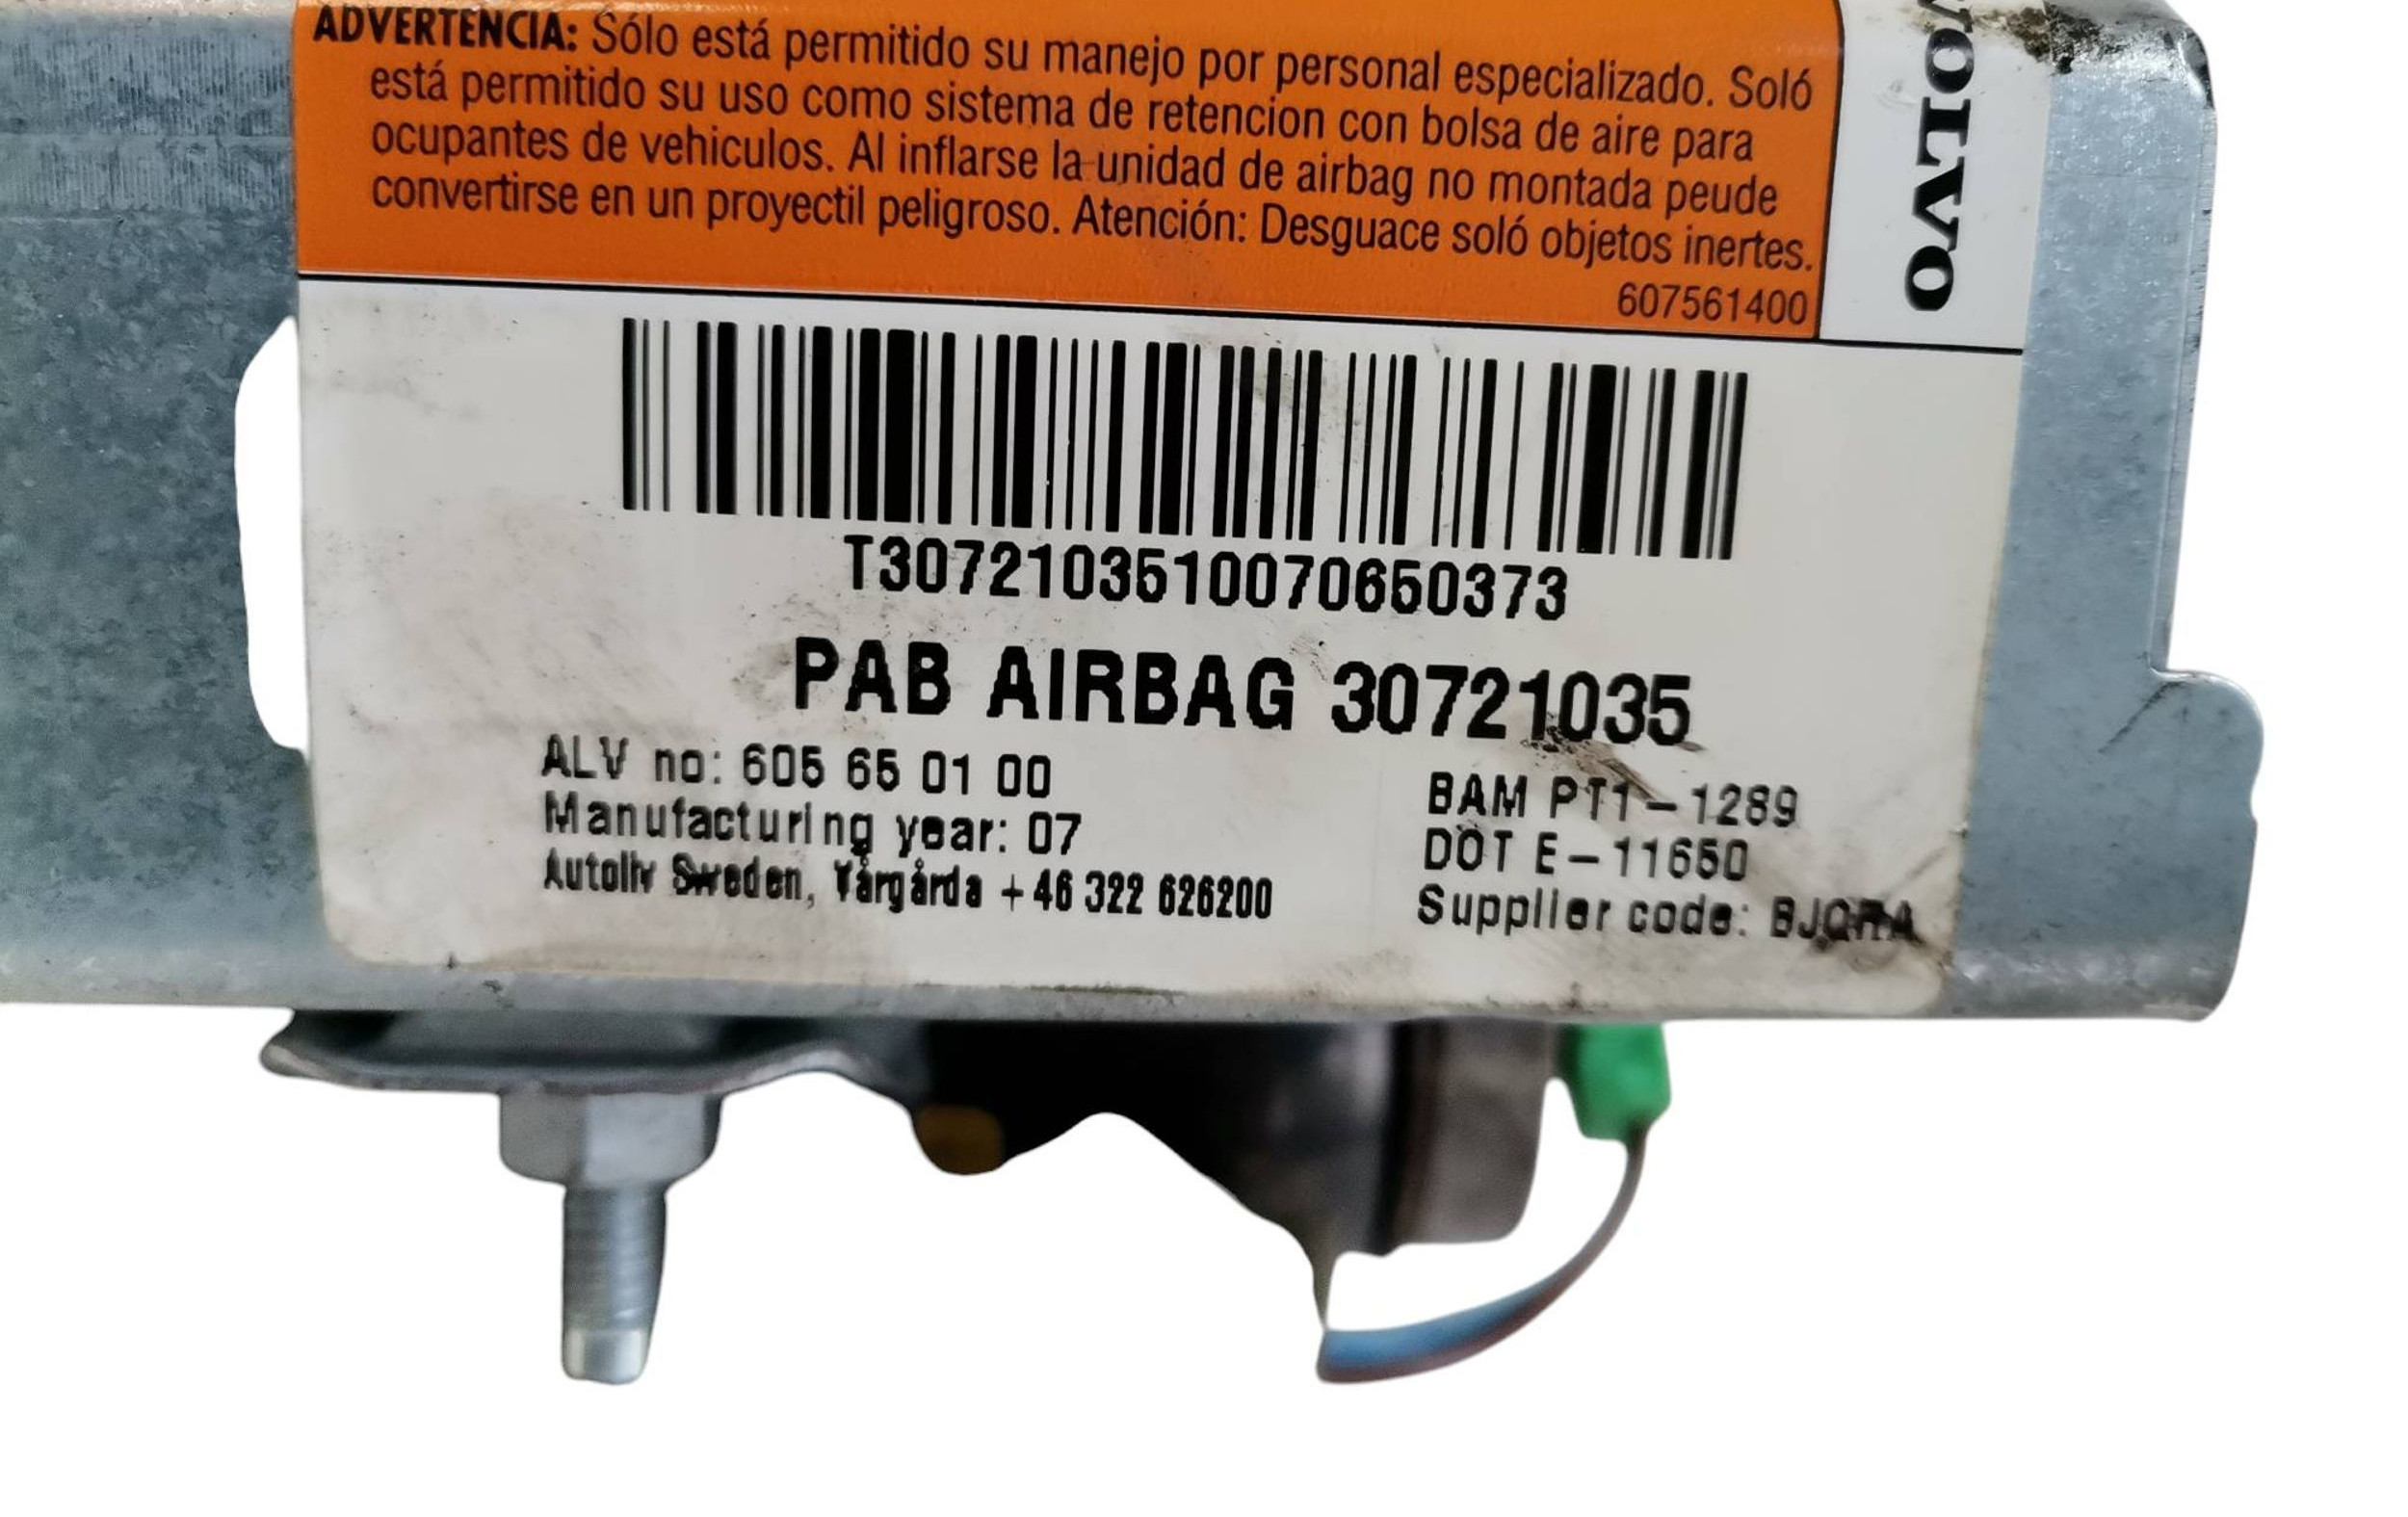 ADVERTENCIA: Sólo está permitido su manejo por personal especializado. Soló
está permitido su uso como sistema de retencion con bolsa de aire para
ocupantes de vehiculos. Al inflarse la unidad de airbag no montada peude
convertirse en un proyectil peligroso. Atención: Desguace soló objetos inertes.
607561400
VOLVO
T3072103510070650373
PAB AIRBAG 30721035
ALV no: 605 65 01 00
Manufacturing year: 07
Autoliv Sweden, Vårgårda +46 322 626200
BAM PT1-1289
DOT E-11650
Supplier code: BJQRA